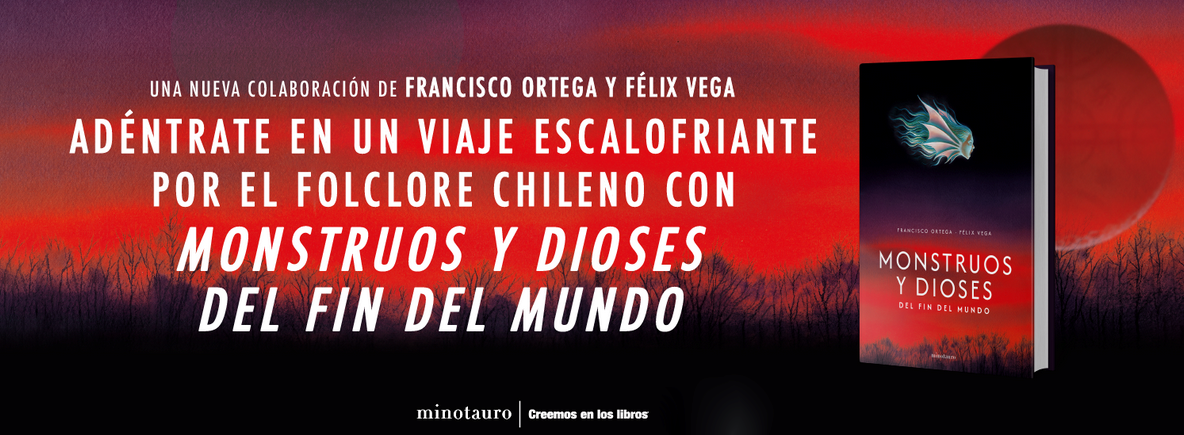 UNA NUEVA COLABORACIÓN DE FRANCISCO ORTEGA Y FÉLIX VEGA
ADÉNTRATE EN UN VIAJE ESCALOFRIANTE
POR EL FOLCLORE CHILENO CON
MONSTRUOS Y DIOSES
DEL FIN DEL MUNDO
FRANCISCO ORTEGA - FÉLIX VEGA
MONSTRUOS
Y DIOSES
DEL FIN DEL MUNDO
minotauro
minotauro | Creemos en los libros